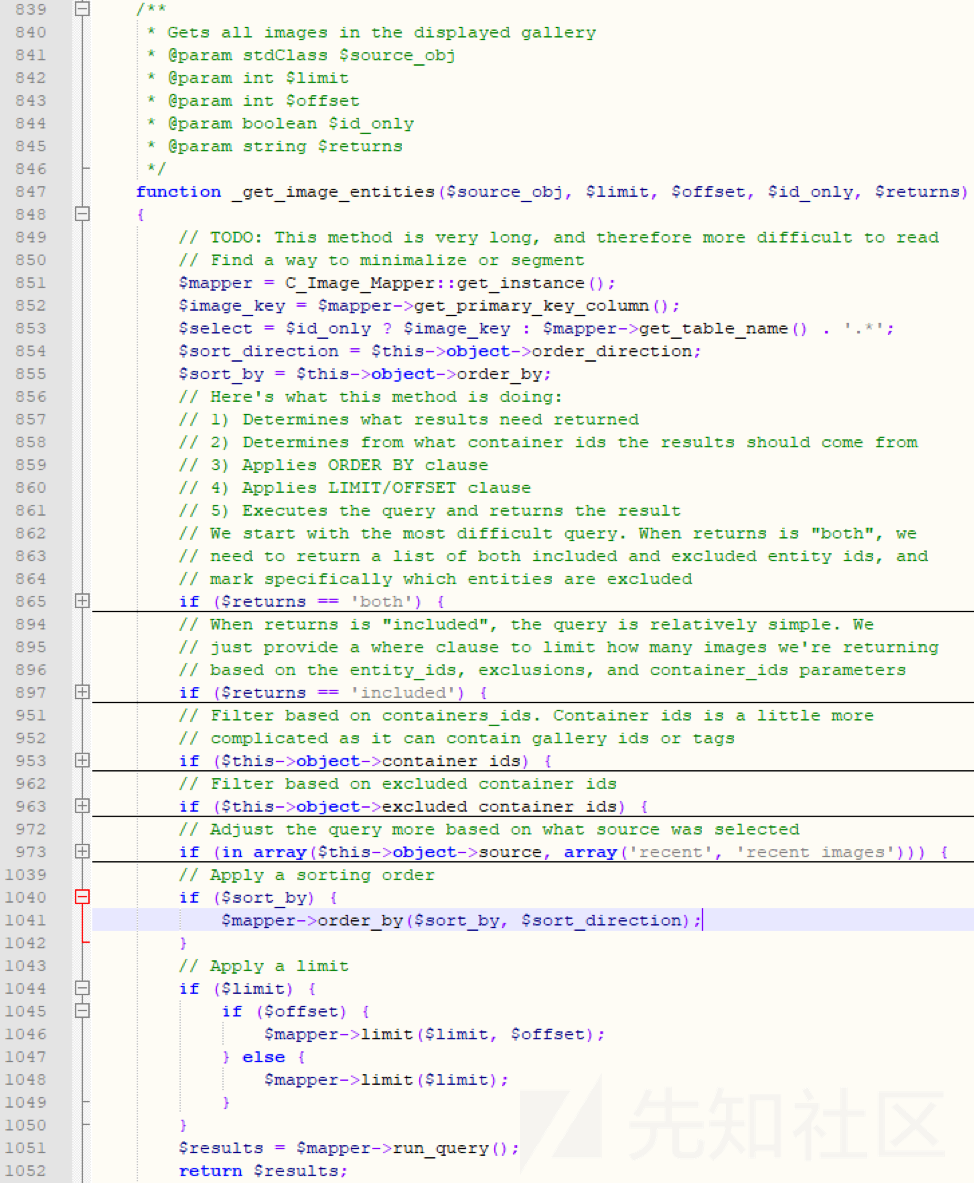 839 /**
840 * Gets all images in the displayed gallery
841 * @param stdClass $source_obj
842 * @param int $limit
843 * @param int $offset
844 * @param boolean $id_only
845 * @param string $returns
846 */
847 function _get_image_entities($source_obj, $limit, $offset, $id_only, $returns)
848 {
849 // TODO: This method is very long, and therefore more difficult to read
850 // Find a way to minimalize or segment
851 $mapper = C_Image_Mapper::get_instance();
852 $image_key = $mapper->get_primary_key_column();
853 $select = $id_only ? $image_key : $mapper->get_table_name() . '.*';
854 $sort_direction = $this->object->order_direction;
855 $sort_by = $this->object->order_by;
856 // Here's what this method is doing:
857 // 1) Determines what results need returned
858 // 2) Determines from what container ids the results should come from
859 // 3) Applies ORDER BY clause
860 // 4) Applies LIMIT/OFFSET clause
861 // 5) Executes the query and returns the result
862 // We start with the most difficult query. When returns is "both", we
863 // need to return a list of both included and excluded entity ids, and
864 // mark specifically which entities are excluded
865 if ($returns == 'both') {
894 // When returns is "included", the query is relatively simple. We
895 // just provide a where clause to limit how many images we're returning
896 // based on the entity_ids, exclusions, and container_ids parameters
897 if ($returns == 'included') {
951 // Filter based on containers_ids. Container ids is a little more
952 // complicated as it can contain gallery ids or tags
953 if ($this->object->container_ids) {
962 // Filter based on excluded container ids
963 if ($this->object->excluded_container_ids) {
972 // Adjust the query more based on what source was selected
973 if (in_array($this->object->source, array('recent', 'recent_images'))) {
1039 // Apply a sorting order
1040 if ($sort_by) {
1041 $mapper->order_by($sort_by, $sort_direction);
1042 }
1043 // Apply a limit
1044 if ($limit) {
1045 if ($offset) {
1046 $mapper->limit($limit, $offset);
1047 } else {
1048 $mapper->limit($limit);
1049 }
1050 }
1051 $results = $mapper->run_query();
1052 return $results;
先知社区